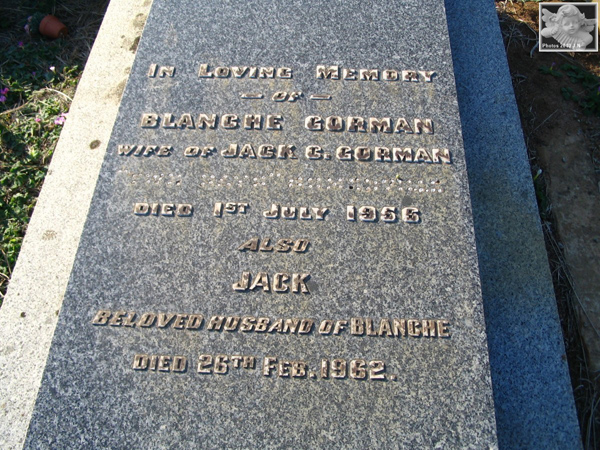 IN LOVING MEMORY
— OF —
BLANCHE GORMAN
WIFE OF JACK C. GORMAN
DIED 1ST JULY 1956
ALSO
JACK
BELOVED HUSBAND OF BLANCHE
DIED 26TH FEB. 1962.